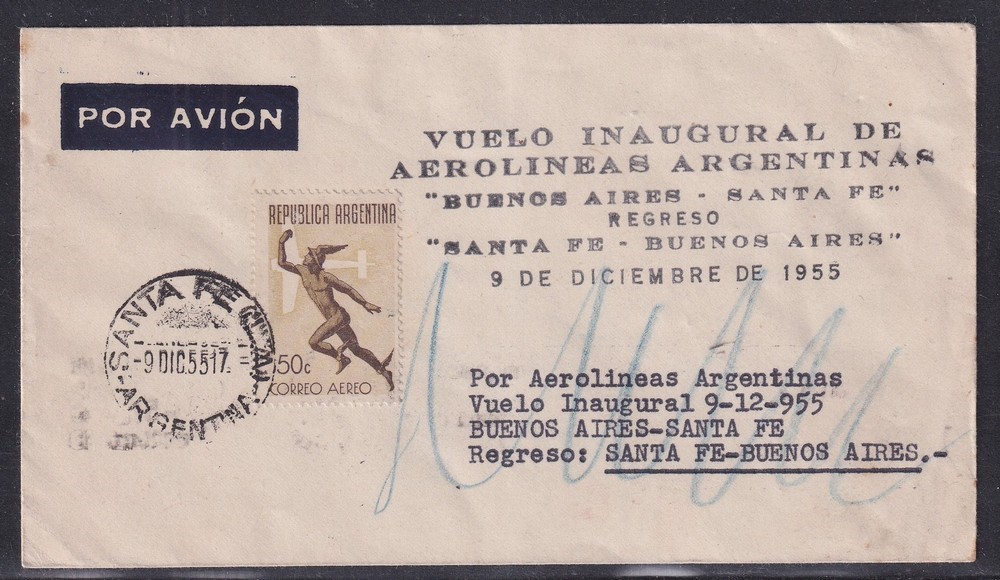 POR AVIÓN
VUELO INAUGURAL DE
AEROLINEAS ARGENTINAS
"BUENOS AIRES - SANTA FE"
REGRESO
"SANTA FE - BUENOS AIRES"
9 DE DICIEMBRE DE 1955
REPUBLICA ARGENTINA
50c
CORREO AEREO
SANTA FE
-9 DIC 55 17
-ARGENTINA-
Por Aerolineas Argentinas
Vuelo Inaugural 9-12-955
BUENOS AIRES-SANTA FE
Regreso: SANTA FE-BUENOS AIRES.-